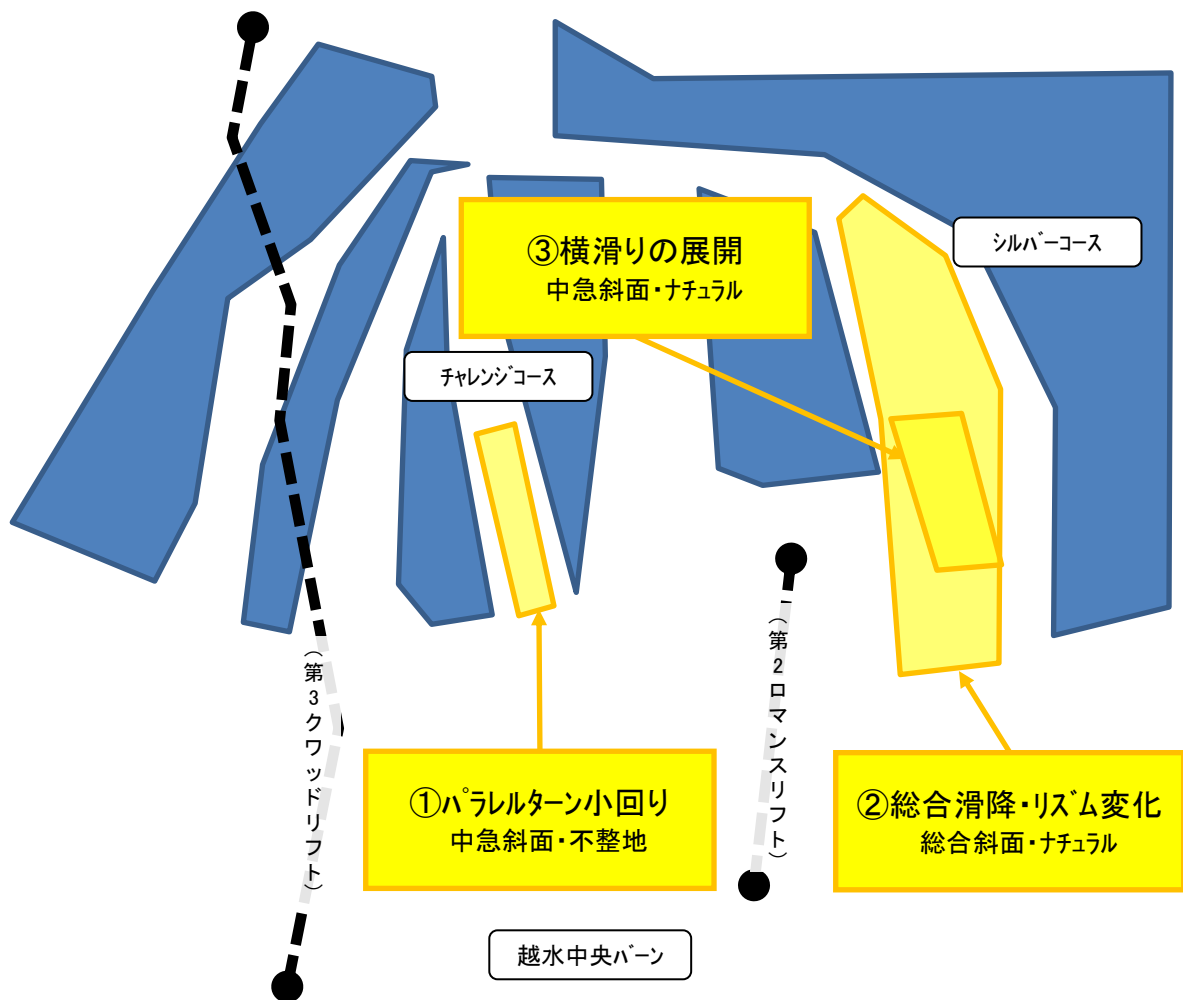 シルバーコース
③横滑りの展開
中急斜面・ナチュラル
チャレンジコース
（第3クワッドリフト）
（第2ロマンスリフト）
①パラレルターン小回り
中急斜面・不整地
②総合滑降・リズム変化
総合斜面・ナチュラル
越水中央バーン